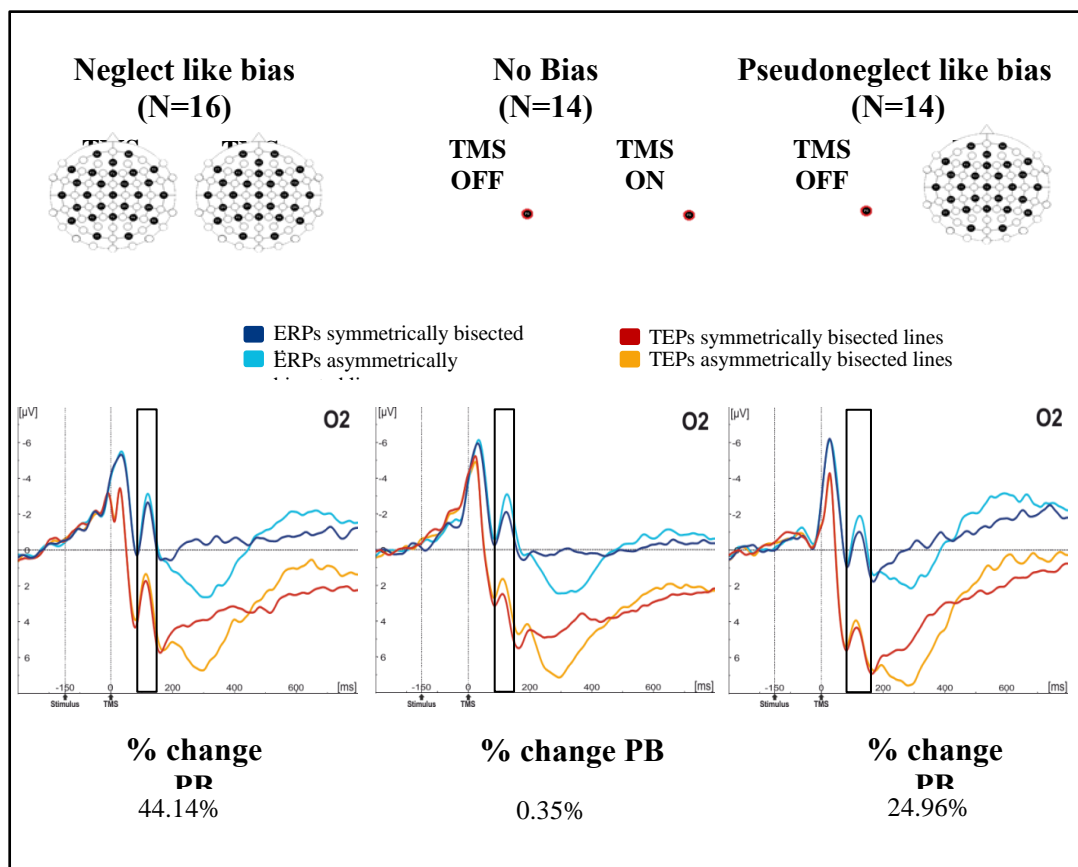 Neglect like bias
(N=16)
No Bias
(N=14)
Pseudoneglect like bias
(N=14)
TMS
OFF
TMS
ON
TMS
OFF
ERPs symmetrically bisected
ERPs asymmetrically
TEPs symmetrically bisected lines
TEPs asymmetrically bisected lines
[µV]
O2
-6
-4
-2
0
2
4
6
-150
0
200
400
600
[ms]
Stimulus
TMS
[µV]
O2
-6
-4
-2
0
2
4
6
-150
0
200
400
600
[ms]
Stimulus
TMS
[µV]
O2
-6
-4
-2
0
2
4
6
-150
0
200
400
600
[ms]
Stimulus
TMS
% change
PB
44.14%
% change PB
0.35%
% change
PB
24.96%